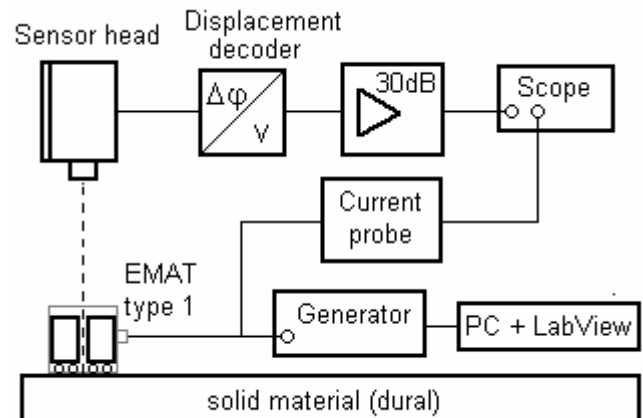 Sensor head
Displacement
decoder
Δφ
v
30dB
Scope
Current
probe
EMAT
type 1
Generator
PC + LabView
solid material (dural)